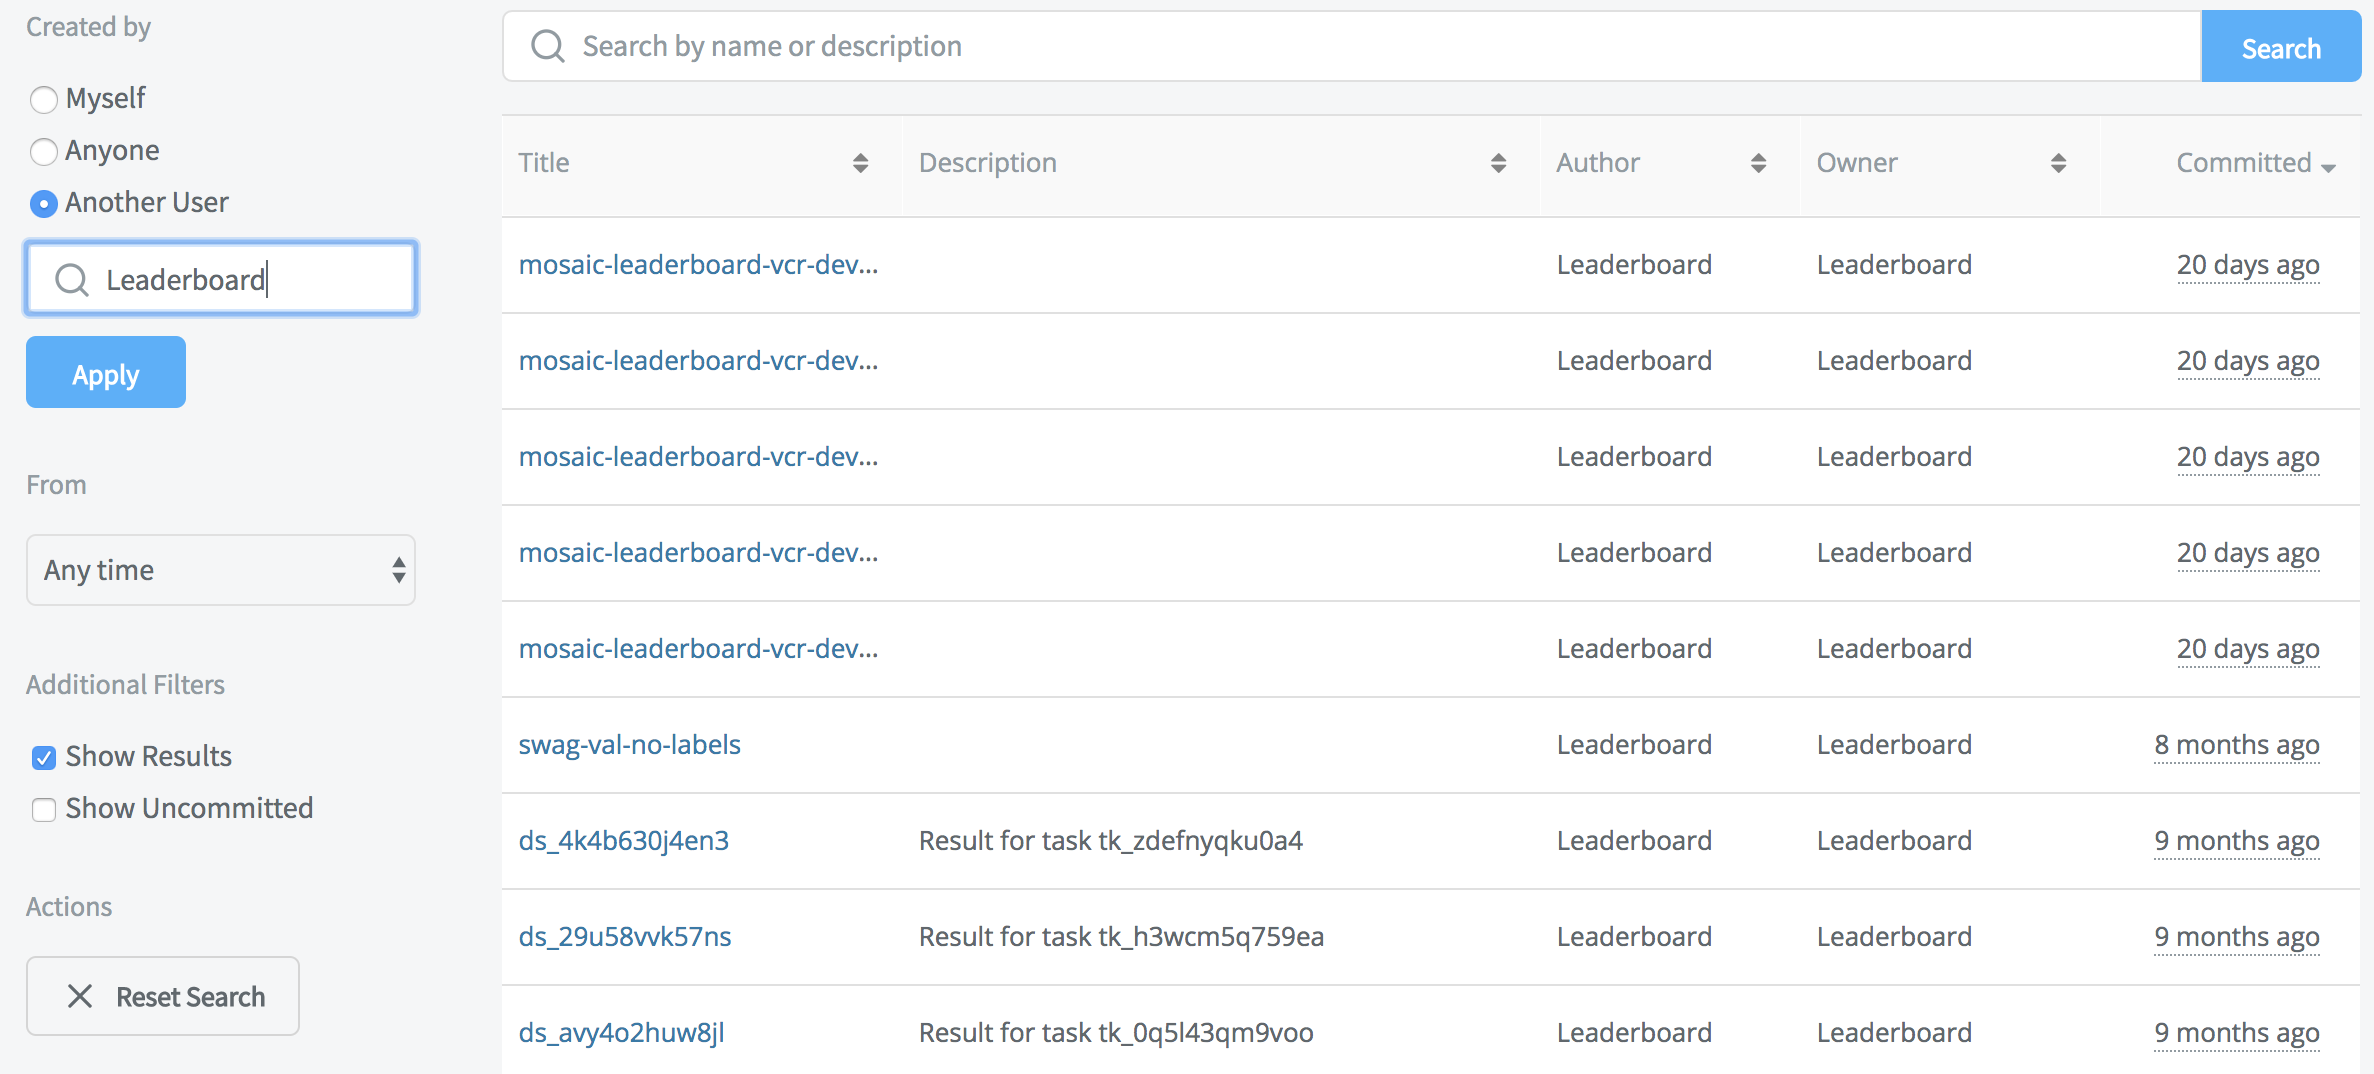 Created by
Myself
Anyone
Another User
Leaderboard
Apply
From
Any time
Additional Filters
Show Results
Show Uncommitted
Actions
Reset Search
Search by name or description Search
Title Description Author Owner Committed
mosaic-leaderboard-vcr-dev... Leaderboard Leaderboard 20 days ago
mosaic-leaderboard-vcr-dev... Leaderboard Leaderboard 20 days ago
mosaic-leaderboard-vcr-dev... Leaderboard Leaderboard 20 days ago
mosaic-leaderboard-vcr-dev... Leaderboard Leaderboard 20 days ago
mosaic-leaderboard-vcr-dev... Leaderboard Leaderboard 20 days ago
swag-val-no-labels Leaderboard Leaderboard 8 months ago
ds_4k4b630j4en3 Result for task tk_zdefnyqku0a4 Leaderboard Leaderboard 9 months ago
ds_29u58vvk57ns Result for task tk_h3wcm5q759ea Leaderboard Leaderboard 9 months ago
ds_avy4o2huw8jl Result for task tk_0q5l43qm9voo Leaderboard Leaderboard 9 months ago